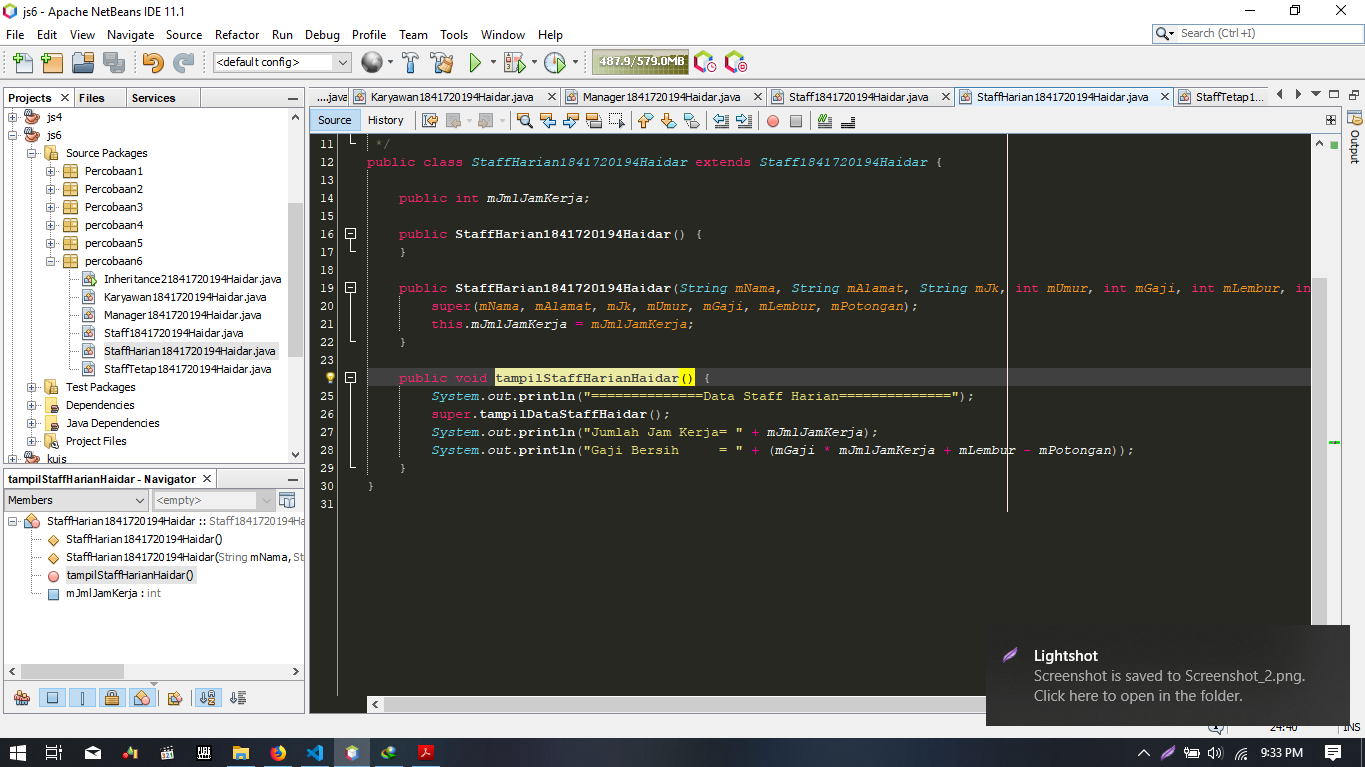 js6 - Apache NetBeans IDE 11.1
File Edit View Navigate Source Refactor Run Debug Profile Team Tools Window Help
Search (Ctrl+I)
<default config>
487.9/579.0MB
Projects Files Services
...java Karyawan1841720194Haidar.java Manager1841720194Haidar.java Staff1841720194Haidar.java StaffHarian1841720194Haidar.java StaffTetap1...
Source History
Output
js4
js6
Source Packages
Percobaan1
Percobaan2
Percobaan3
percobaan4
percobaan5
percobaan6
Inheritance21841720194Haidar.java
Karyawan1841720194Haidar.java
Manager1841720194Haidar.java
Staff1841720194Haidar.java
StaffHarian1841720194Haidar.java
StaffTetap1841720194Haidar.java
Test Packages
Dependencies
Java Dependencies
Project Files
kuis
11 */
12 public class StaffHarian1841720194Haidar extends Staff1841720194Haidar {
13
14 public int mJmlJamKerja;
15
16 public StaffHarian1841720194Haidar() {
17 }
18
19 public StaffHarian1841720194Haidar(String mNama, String mAlamat, String mJk, int mUmur, int mGaji, int mLembur, in
20 super(mNama, mAlamat, mJk, mUmur, mGaji, mLembur, mPotongan);
21 this.mJmlJamKerja = mJmlJamKerja;
22 }
23
public void tampilStaffHarianHaidar() {
25 System.out.println("==============Data Staff Harian==============");
26 super.tampilDataStaffHaidar();
27 System.out.println("Jumlah Jam Kerja= " + mJmlJamKerja);
28 System.out.println("Gaji Bersih     = " + (mGaji * mJmlJamKerja + mLembur - mPotongan));
29 }
30 }
31
tampilStaffHarianHaidar - Navigator
Members <empty>
StaffHarian1841720194Haidar :: Staff1841720194Ha
StaffHarian1841720194Haidar()
StaffHarian1841720194Haidar(String mNama, St
tampilStaffHarianHaidar()
mJmlJamKerja : int
Lightshot
Screenshot is saved to Screenshot_2.png.
Click here to open in the folder.
24:40 INS
9:33 PM